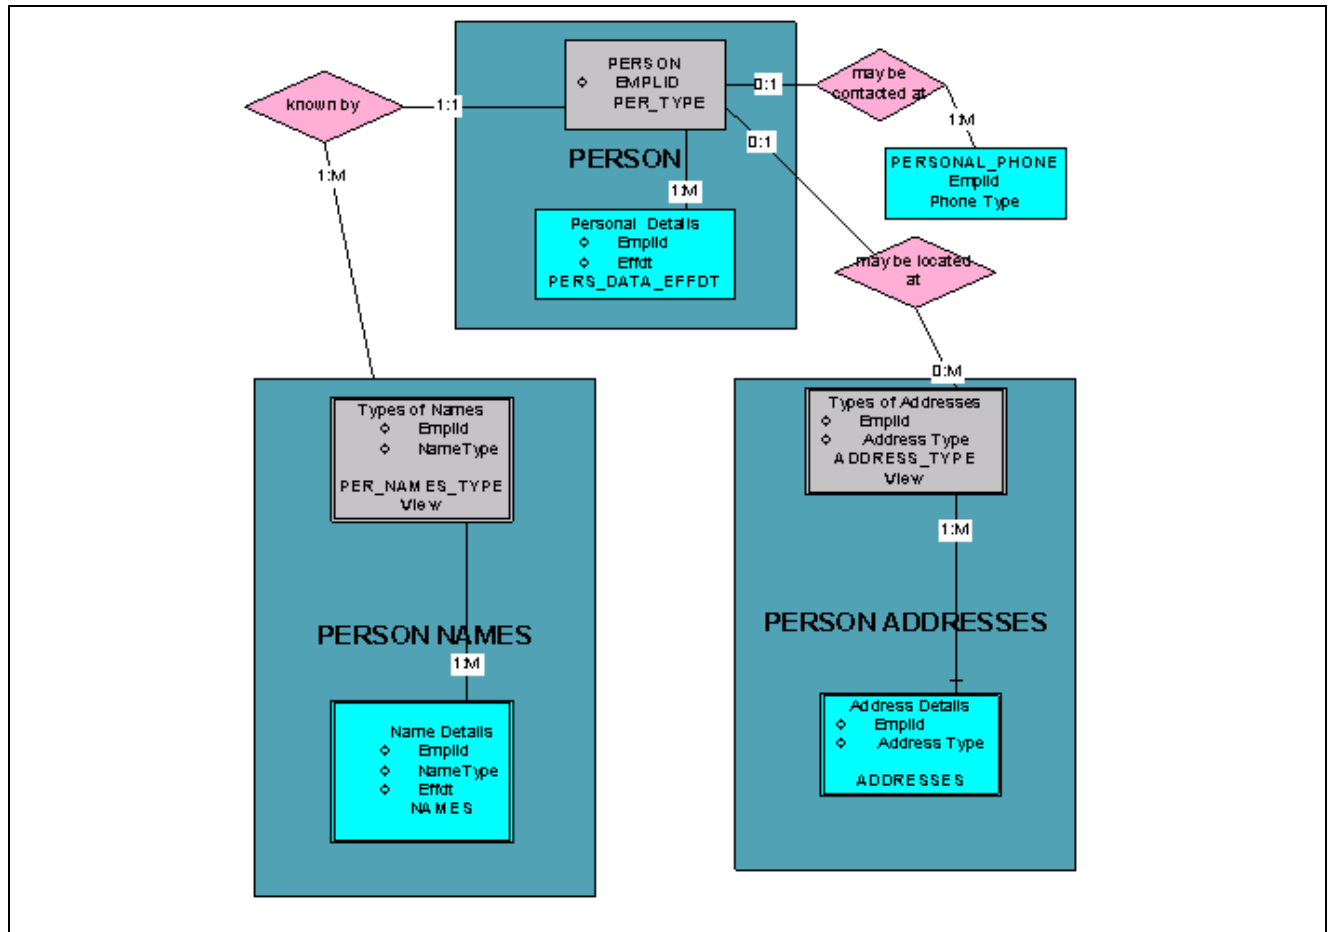 PERSON
EMPLID
PER_TYPE
PERSON
1:M
Personal Details
EmplId
Effdt
PERS_DATA_EFFDT
known by
1:1
1:M
0:1
may be
contacted at
1:M
PERSONAL_PHONE
EmplId
Phone Type
0:1
may be located
at
0:M
Types of Names
EmplId
NameType
PER_NAMES_TYPE
View
PERSON NAMES
1:M
Name Details
EmplId
NameType
Effdt
NAMES
Types of Addresses
EmplId
Address Type
ADDRESS_TYPE
View
1:M
PERSON ADDRESSES
Address Details
EmplId
Address Type
ADDRESSES